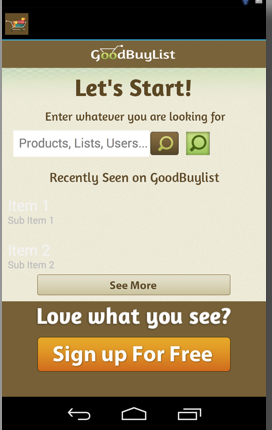 GoodBuyList
Let's Start!
Enter whatever you are looking for
Products, Lists, Users...
Recently Seen on GoodBuylist
Item 1
Sub Item 1
Item 2
Sub Item 2
See More
Love what you see?
Sign up For Free